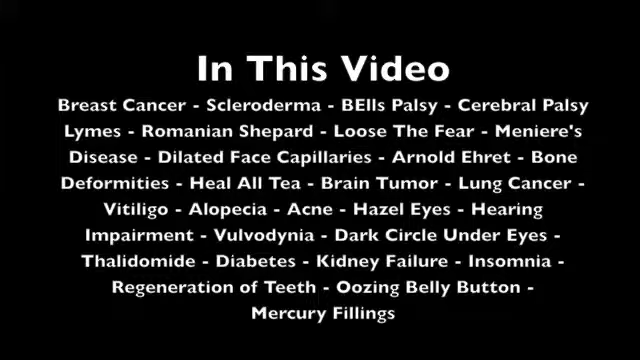 In This Video
Breast Cancer - Scleroderma - BElls Palsy - Cerebral Palsy
Lymes - Romanian Shepard - Loose The Fear - Meniere's
Disease - Dilated Face Capillaries - Arnold Ehret - Bone
Deformities - Heal All Tea - Brain Tumor - Lung Cancer -
Vitiligo - Alopecia - Acne - Hazel Eyes - Hearing
Impairment - Vulvodynia - Dark Circle Under Eyes -
Thalidomide - Diabetes - Kidney Failure - Insomnia -
Regeneration of Teeth - Oozing Belly Button -
Mercury Fillings